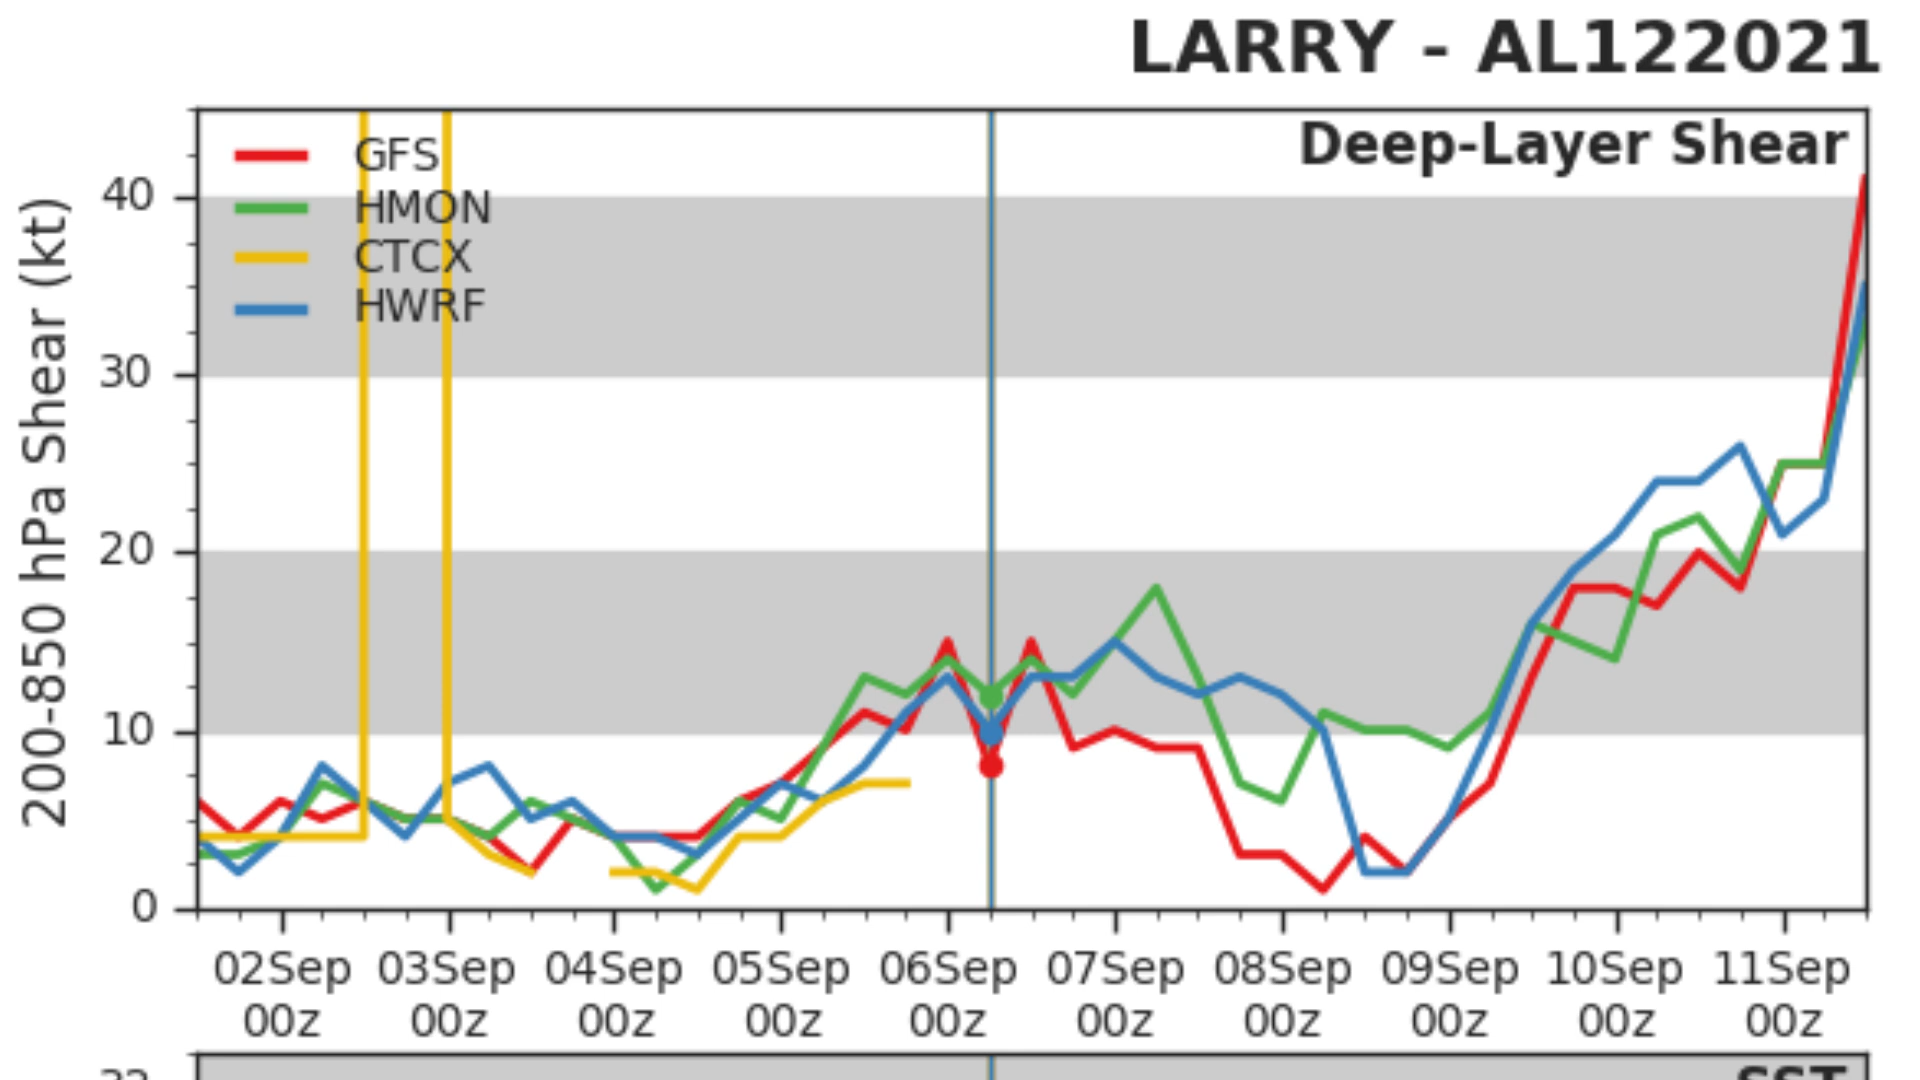 LARRY - AL122021
Deep-Layer Shear
GFS
HMON
CTCX
HWRF
200-850 hPa Shear (kt)
40
30
20
10
0
02Sep 03Sep 04Sep 05Sep 06Sep 07Sep 08Sep 09Sep 10Sep 11Sep
00z 00z 00z 00z 00z 00z 00z 00z 00z 00z
SST